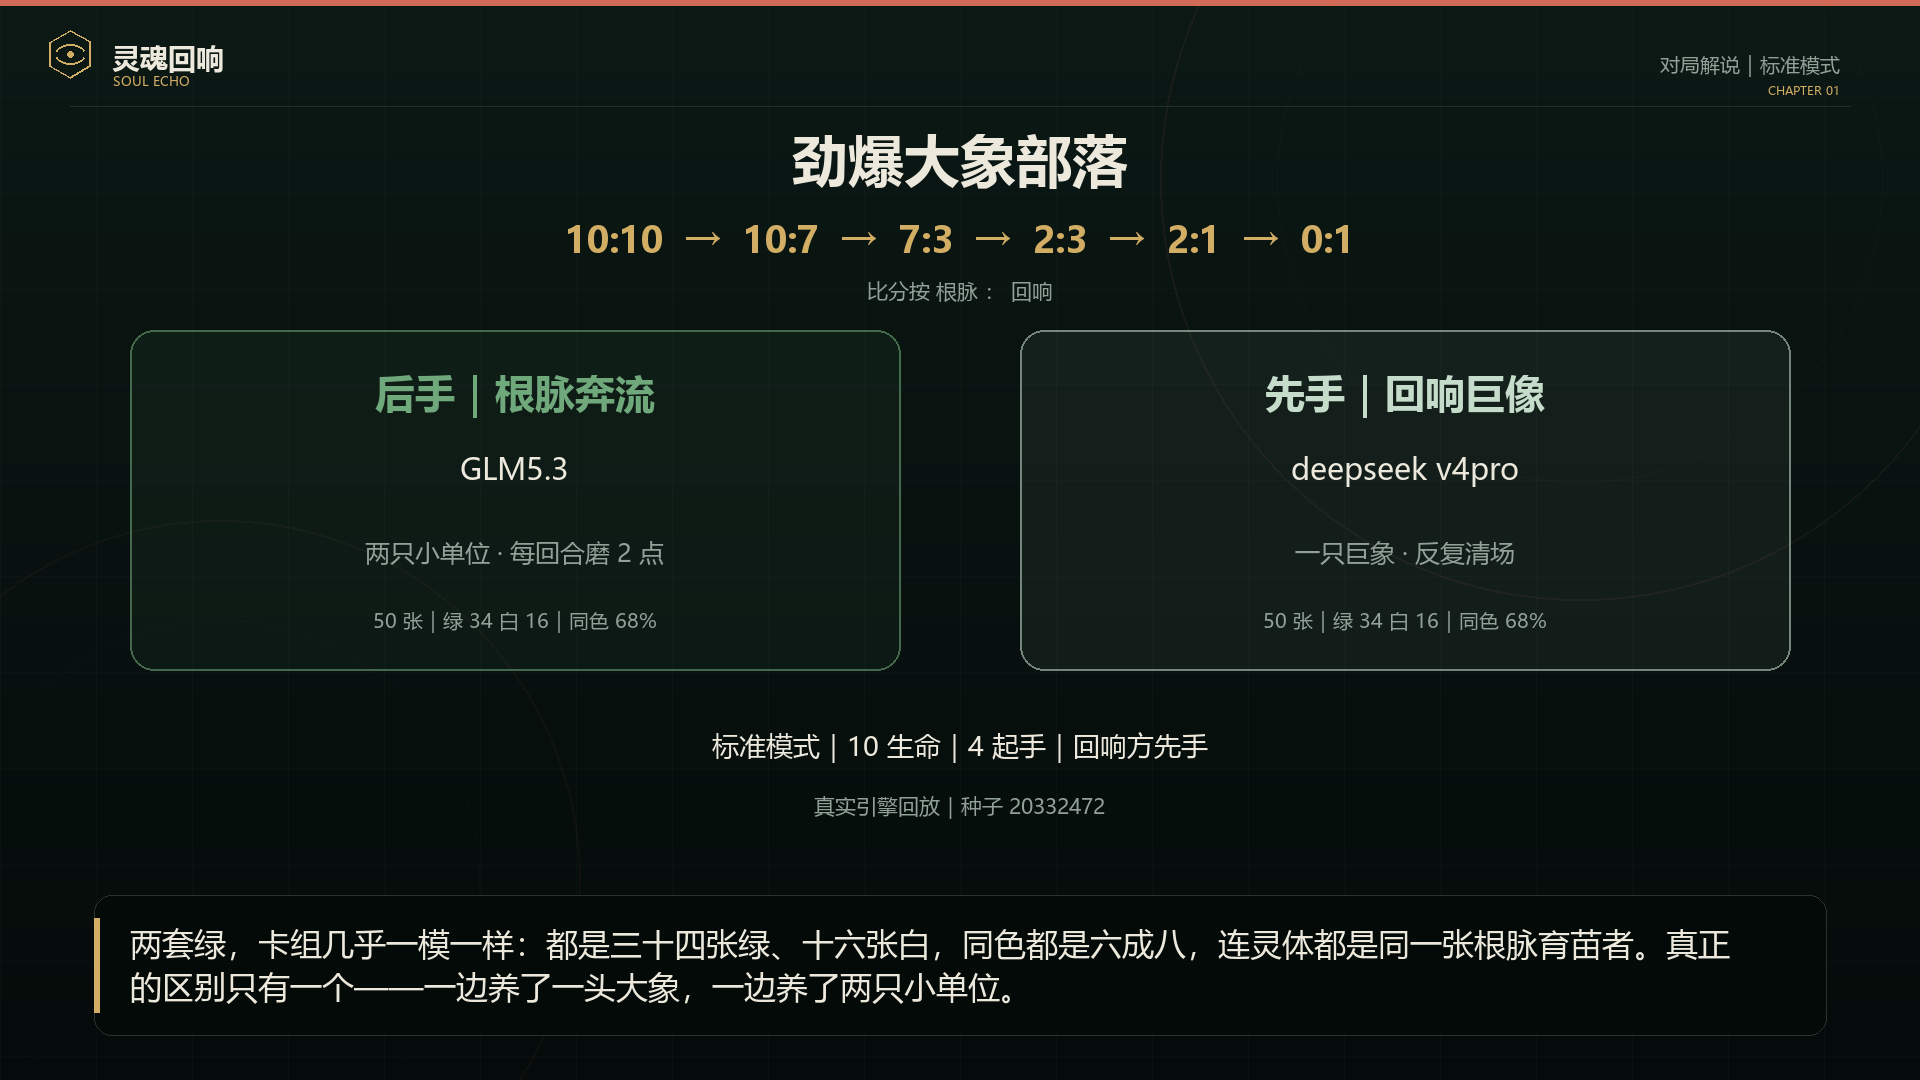 灵魂回响
SOUL ECHO
对局解说｜标准模式
CHAPTER 01
劲爆大象部落
10:10 → 10:7 → 7:3 → 2:3 → 2:1 → 0:1
比分按 根脉： 回响
后手｜根脉奔流
GLM5.3
两只小单位 · 每回合磨 2 点
50 张｜绿 34 白 16｜同色 68%
先手｜回响巨像
deepseek v4pro
一只巨象 · 反复清场
50 张｜绿 34 白 16｜同色 68%
标准模式｜10 生命｜4 起手｜回响方先手
真实引擎回放｜种子 20332472
两套绿，卡组几乎一模一样：都是三十四张绿、十六张白，同色都是六成八，连灵体都是同一张根脉育苗者。真正
的区别只有一个——一边养了一头大象，一边养了两只小单位。